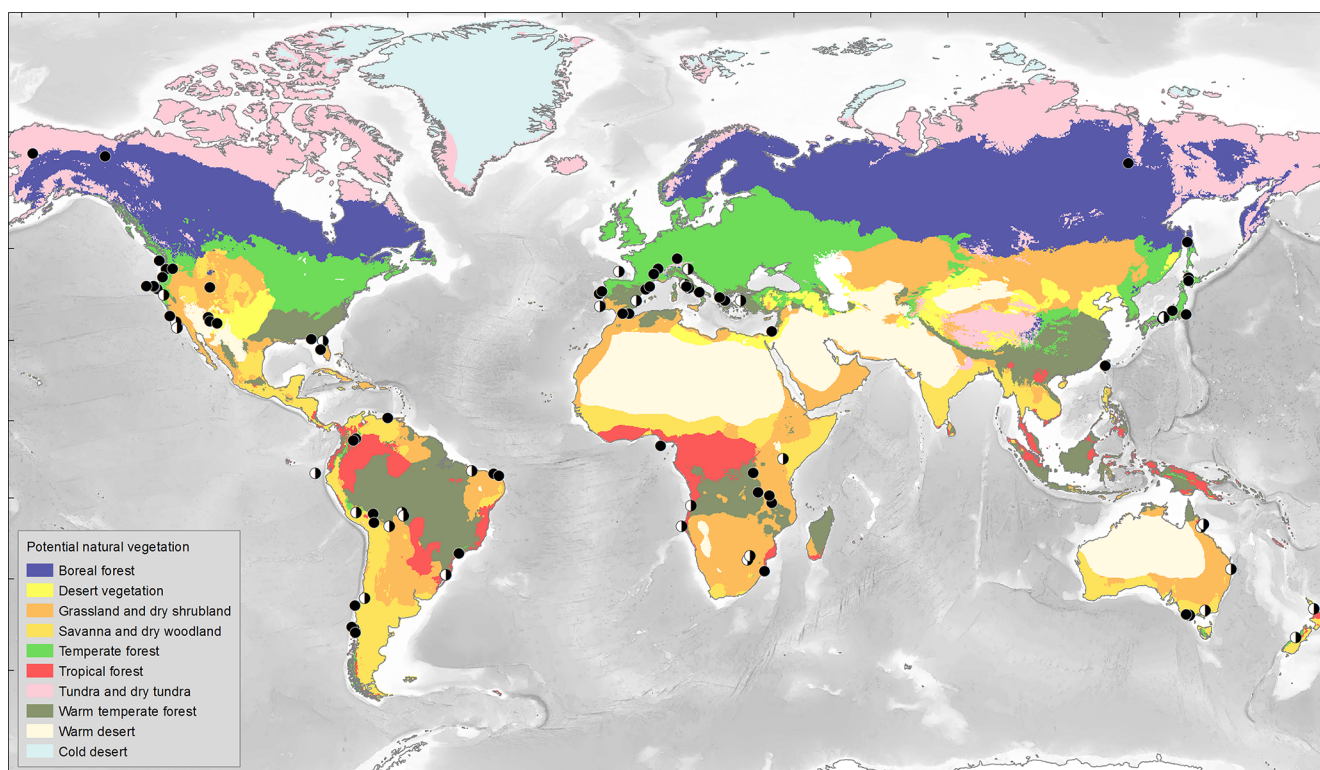 Potential natural vegetation
Boreal forest
Desert vegetation
Grassland and dry shrubland
Savanna and dry woodland
Temperate forest
Tropical forest
Tundra and dry tundra
Warm temperate forest
Warm desert
Cold desert